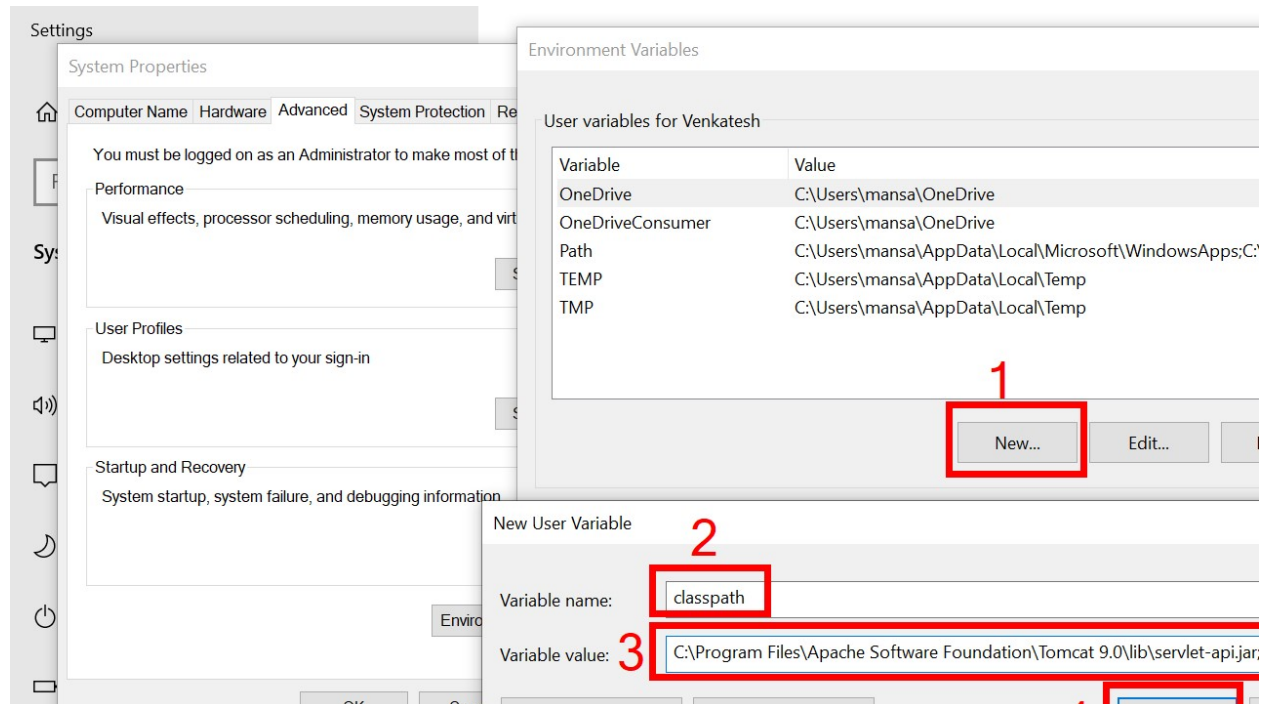 Settings
System Properties
Computer Name Hardware Advanced System Protection
You must be logged on as an Administrator to make most of
Performance
Visual effects, processor scheduling, memory usage, and
User Profiles
Desktop settings related to your sign-in
Startup and Recovery
System startup, system failure, and debugging information
Environment Variables
User variables for Venkatesh
Variable Value
OneDrive C:\Users\mansa\OneDrive
OneDriveConsumer C:\Users\mansa\OneDrive
Path C:\Users\mansa\AppData\Local\Microsoft\WindowsApps;C:
TEMP C:\Users\mansa\AppData\Local\Temp
TMP C:\Users\mansa\AppData\Local\Temp
1
New... Edit...
New User Variable
2
Variable name: classpath
Variable value: 3 C:\Program Files\Apache Software Foundation\Tomcat 9.0\lib\servlet-api.jar;